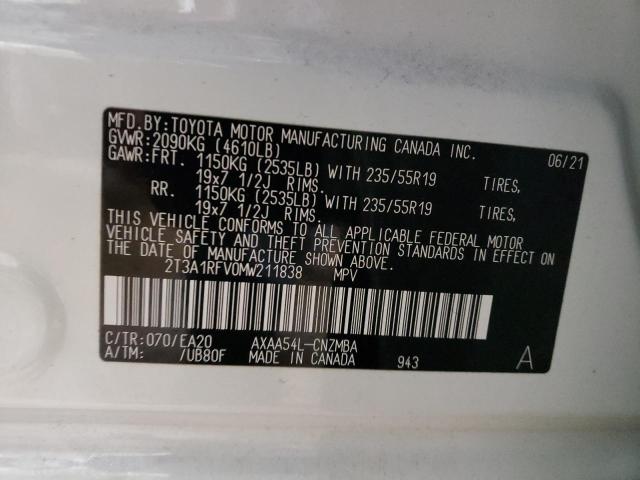 MFD.BY:TOYOTA MOTOR MANUFACTURING CANADA INC. 06/21
GVWR:2090KG (4610LB)
GAWR:FRT. 1150KG (2535LB) WITH 235/55R19 TIRES,
19x7 1/2J RIMS.
RR. 1150KG (2535LB) WITH 235/55R19 TIRES,
19x7 1/2J RIMS.
THIS VEHICLE CONFORMS TO ALL APPLICABLE FEDERAL MOTOR
VEHICLE SAFETY AND THEFT PREVENTION STANDARDS IN EFFECT ON
THE DATE OF MANUFACTURE SHOWN ABOVE.
2T3A1RFV0MW211838 MPV
C/TR:070/EA20 AXAA54L-CNZMBA
A/TM: /UB80F MADE IN CANADA 943 A